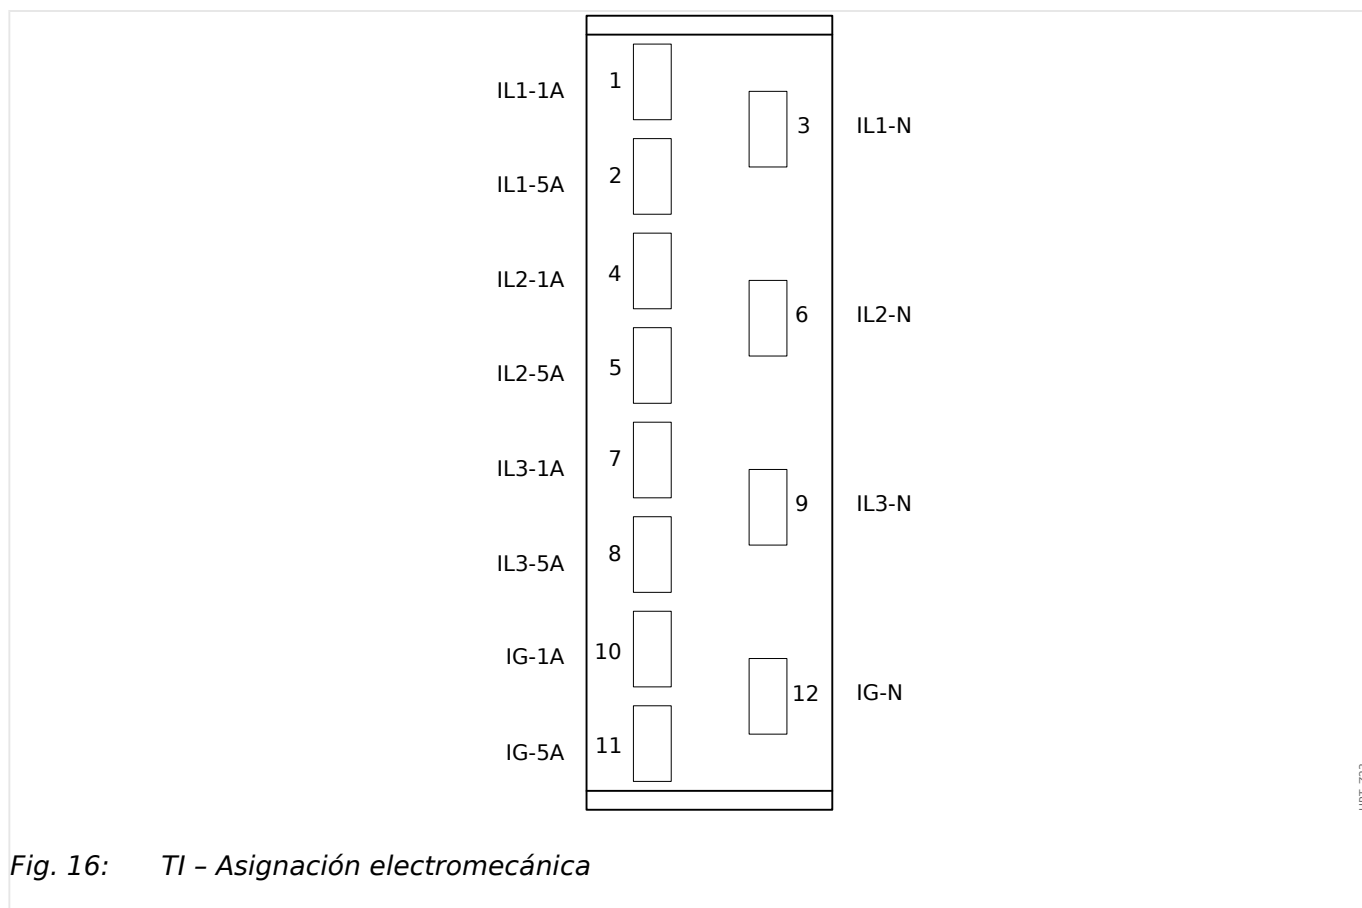 IL1-1A 1
3 IL1-N
IL1-5A 2
IL2-1A 4
6 IL2-N
IL2-5A 5
IL3-1A 7
9 IL3-N
IL3-5A 8
IG-1A 10
12 IG-N
IG-5A 11
Fig. 16: TI – Asignación electromecánica